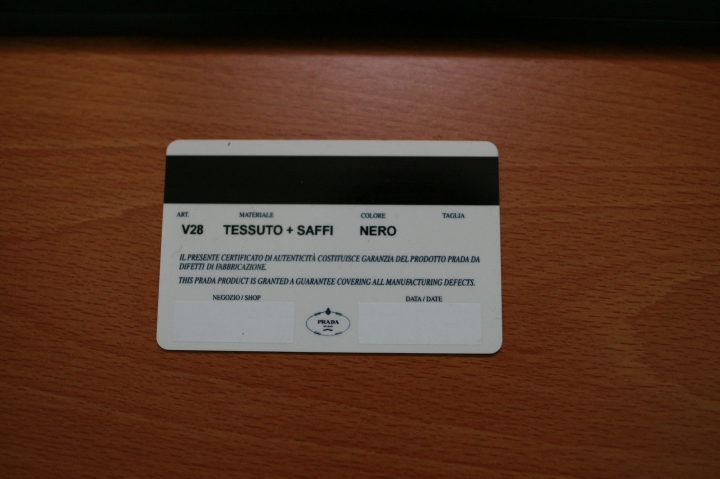 ART. MATERIALE COLORE TAGLIA
V28 TESSUTO + SAFFI NERO
IL PRESENTE CERTIFICATO DI AUTENTICITÀ COSTITUISCE GARANZIA DEL PRODOTTO PRADA DA
DIFETTI DI FABBRICAZIONE.
THIS PRADA PRODUCT IS GRANTED A GUARANTEE COVERING ALL MANUFACTURING DEFECTS.
NEGOZIO / SHOP DATA / DATE
PRADA
MILANO